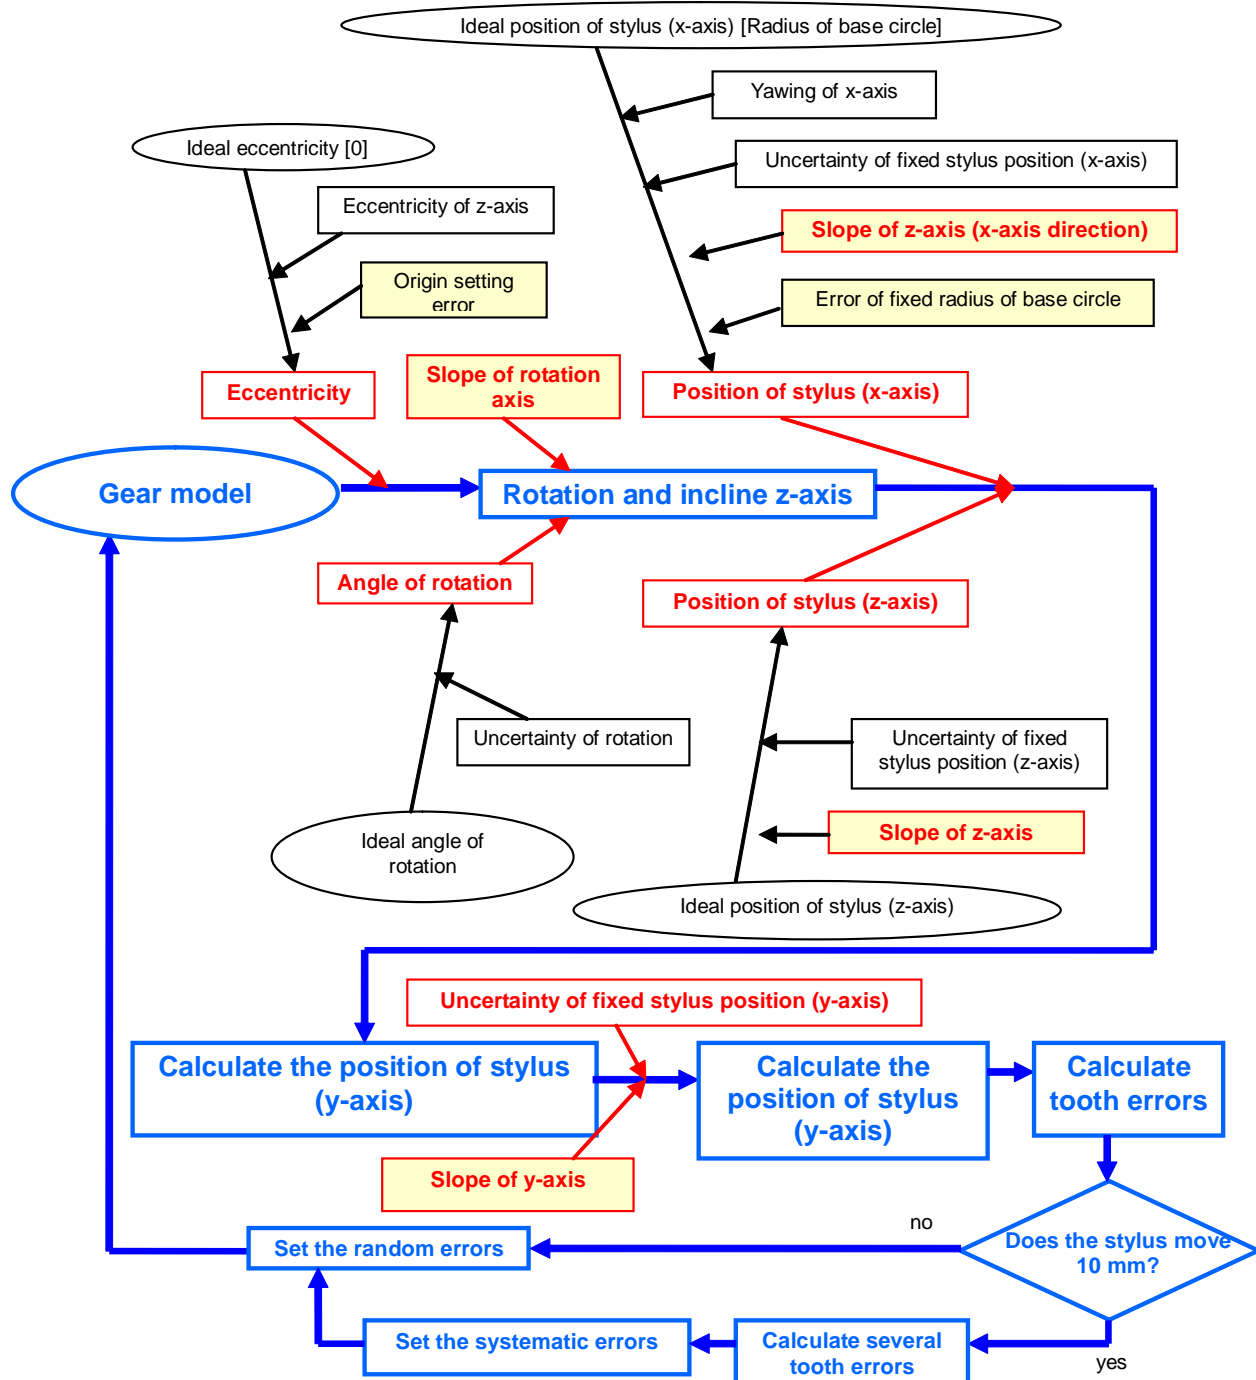 Ideal position of stylus (x-axis) [Radius of base circle]
Yawing of x-axis
Ideal eccentricity [0]
Uncertainty of fixed stylus position (x-axis)
Eccentricity of z-axis
Slope of z-axis (x-axis direction)
Origin setting
error
Error of fixed radius of base circle
Eccentricity
Slope of rotation
axis
Position of stylus (x-axis)
Gear model
Rotation and incline z-axis
Angle of rotation
Position of stylus (z-axis)
Uncertainty of rotation
Uncertainty of fixed
stylus position (z-axis)
Ideal angle of
rotation
Slope of z-axis
Ideal position of stylus (z-axis)
Uncertainty of fixed stylus position (y-axis)
Calculate the position of stylus
(y-axis)
Calculate the
position of stylus
(y-axis)
Calculate
tooth errors
Slope of y-axis
no
Set the random errors
Does the stylus move
10 mm?
Set the systematic errors
Calculate several
tooth errors
yes